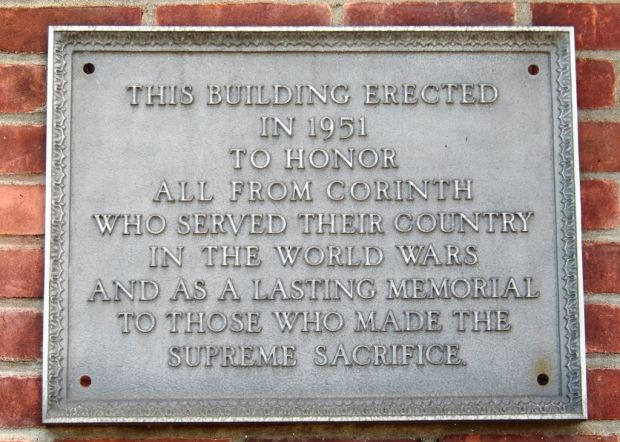 THIS BUILDING ERECTED
IN 1951
TO HONOR
ALL FROM CORINTH
WHO SERVED THEIR COUNTRY
IN THE WORLD WARS
AND AS A LASTING MEMORIAL
TO THOSE WHO MADE THE
SUPREME SACRIFICE.